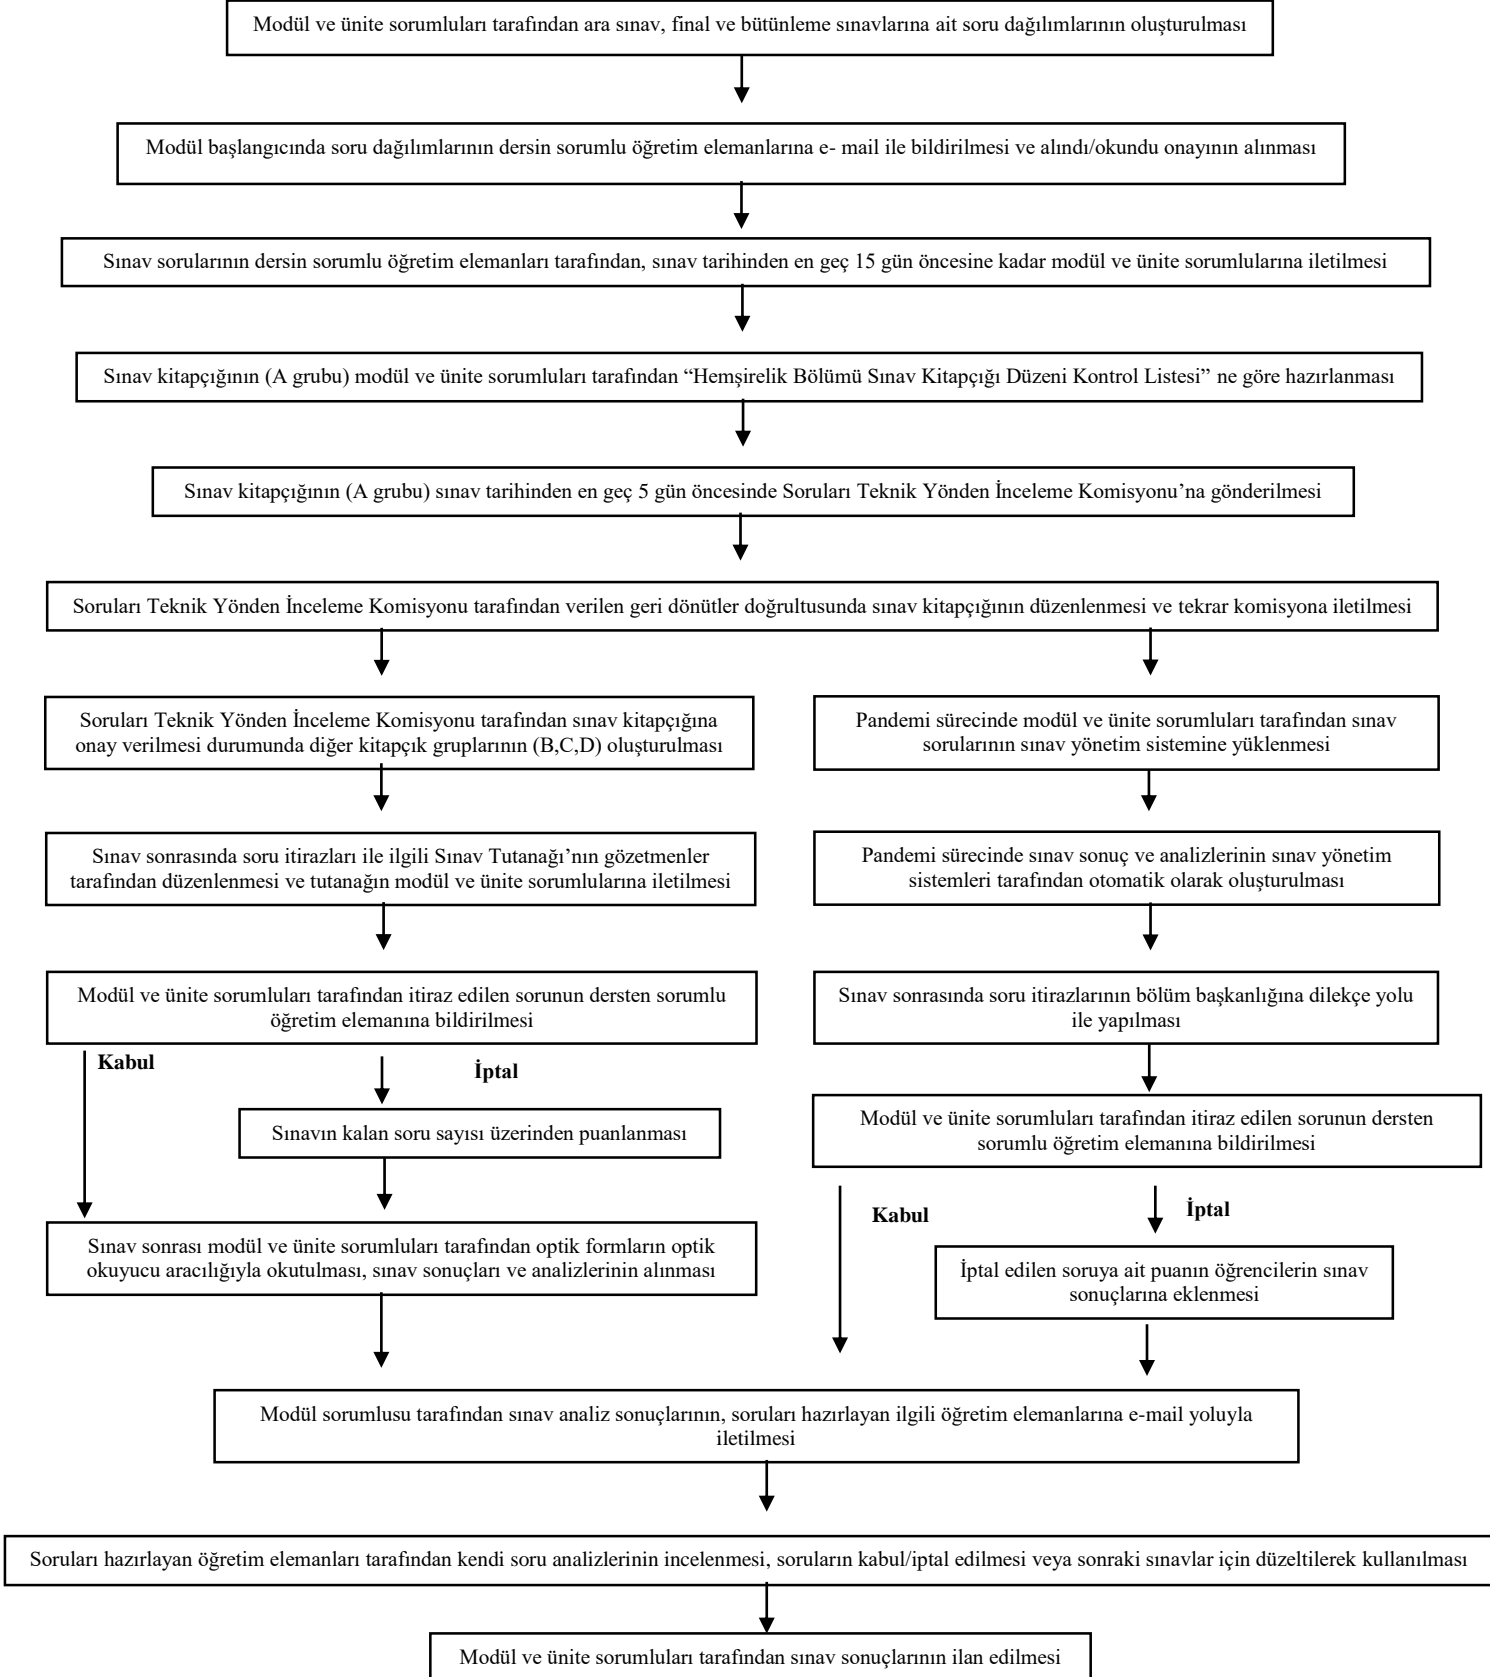 Modül ve ünite sorumluları tarafından ara sınav, final ve bütünleme sınavlarına ait soru dağılımlarının oluşturulması
Modül başlangıcında soru dağılımlarının dersin sorumlu öğretim elemanlarına e- mail ile bildirilmesi ve alındı/okundu onayının alınması
Sınav sorularının dersin sorumlu öğretim elemanları tarafından, sınav tarihinden en geç 15 gün öncesine kadar modül ve ünite sorumlularına iletilmesi
Sınav kitapçığının (A grubu) modül ve ünite sorumluları tarafından “Hemşirelik Bölümü Sınav Kitapçığı Düzeni Kontrol Listesi” ne göre hazırlanması
Sınav kitapçığının (A grubu) sınav tarihinden en geç 5 gün öncesinde Soruları Teknik Yönden İnceleme Komisyonu’na gönderilmesi
Soruları Teknik Yönden İnceleme Komisyonu tarafından verilen geri dönütler doğrultusunda sınav kitapçığının düzenlenmesi ve tekrar komisyona iletilmesi
Soruları Teknik Yönden İnceleme Komisyonu tarafından sınav kitapçığına
onay verilmesi durumunda diğer kitapçık gruplarının (B,C,D) oluşturulması
Pandemi sürecinde modül ve ünite sorumluları tarafından sınav
sorularının sınav yönetim sistemine yüklenmesi
Sınav sonrasında soru itirazları ile ilgili Sınav Tutanağı’nın gözetmenler
tarafından düzenlenmesi ve tutanağın modül ve ünite sorumlularına iletilmesi
Pandemi sürecinde sınav sonuç ve analizlerinin sınav yönetim
sistemleri tarafından otomatik olarak oluşturulması
Modül ve ünite sorumluları tarafından itiraz edilen sorunun dersten sorumlu
öğretim elemanına bildirilmesi
Sınav sonrasında soru itirazlarının bölüm başkanlığına dilekçe yolu
ile yapılması
Kabul
İptal
Sınavın kalan soru sayısı üzerinden puanlanması
Modül ve ünite sorumluları tarafından itiraz edilen sorunun dersten
sorumlu öğretim elemanına bildirilmesi
Kabul
İptal
Sınav sonrası modül ve ünite sorumluları tarafından optik formların optik
okuyucu aracılığıyla okutulması, sınav sonuçları ve analizlerinin alınması
İptal edilen soruya ait puanın öğrencilerin sınav
sonuçlarına eklenmesi
Modül sorumlusu tarafından sınav analiz sonuçlarının, soruları hazırlayan ilgili öğretim elemanlarına e-mail yoluyla
iletilmesi
Soruları hazırlayan öğretim elemanları tarafından kendi soru analizlerinin incelenmesi, soruların kabul/iptal edilmesi veya sonraki sınavlar için düzeltilerek kullanılması
Modül ve ünite sorumluları tarafından sınav sonuçlarının ilan edilmesi